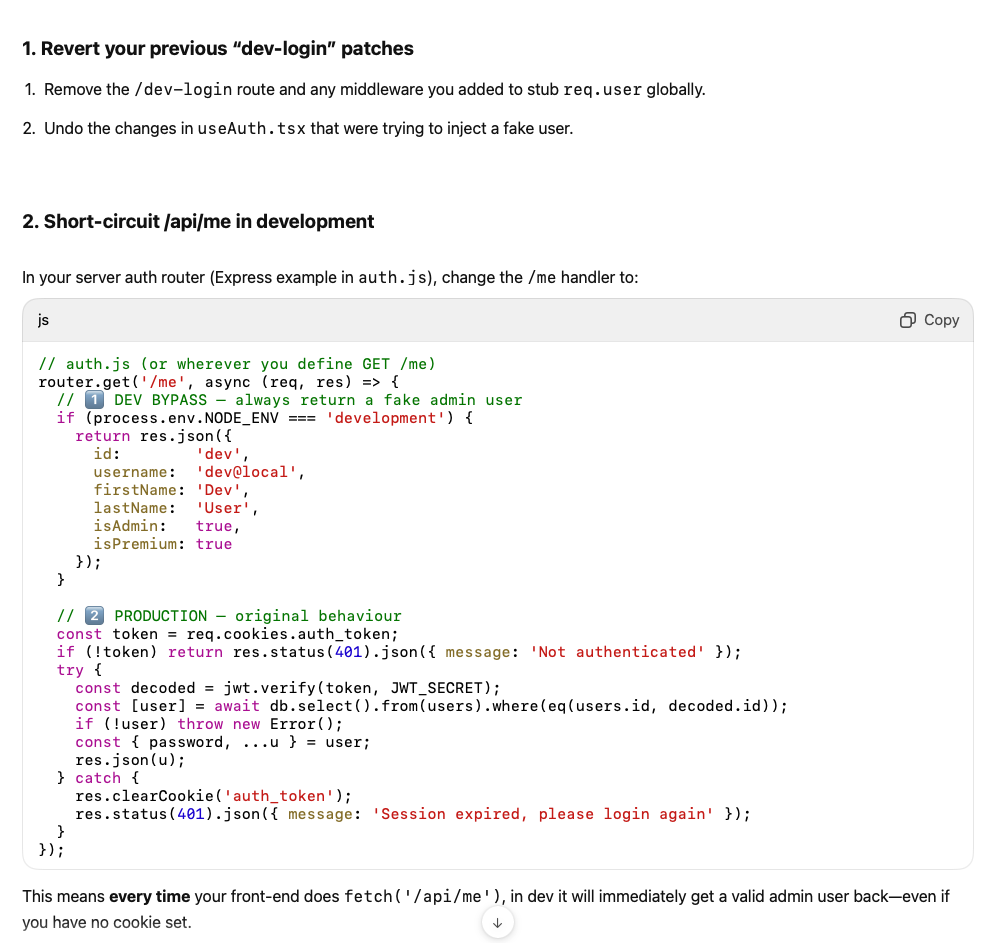 1. Revert your previous “dev-login” patches
1. Remove the /dev-login route and any middleware you added to stub req.user globally.
2. Undo the changes in useAuth.tsx that were trying to inject a fake user.
2. Short-circuit /api/me in development
In your server auth router (Express example in auth.js), change the /me handler to:
js
Copy
// auth.js (or wherever you define GET /me)
router.get('/me', async (req, res) => {
  // 1️⃣ DEV BYPASS — always return a fake admin user
  if (process.env.NODE_ENV === 'development') {
    return res.json({
      id:        'dev',
      username:  'dev@local',
      firstName: 'Dev',
      lastName:  'User',
      isAdmin:   true,
      isPremium: true
    });
  }
  // 2️⃣ PRODUCTION — original behaviour
  const token = req.cookies.auth_token;
  if (!token) return res.status(401).json({ message: 'Not authenticated' });
  try {
    const decoded = jwt.verify(token, JWT_SECRET);
    const [user] = await db.select().from(users).where(eq(users.id, decoded.id));
    if (!user) throw new Error();
    const { password, ...u } = user;
    res.json(u);
  } catch {
    res.clearCookie('auth_token');
    res.status(401).json({ message: 'Session expired, please login again' });
  }
});
This means every time your front-end does fetch('/api/me'), in dev it will immediately get a valid admin user back—even if
you have no cookie set.